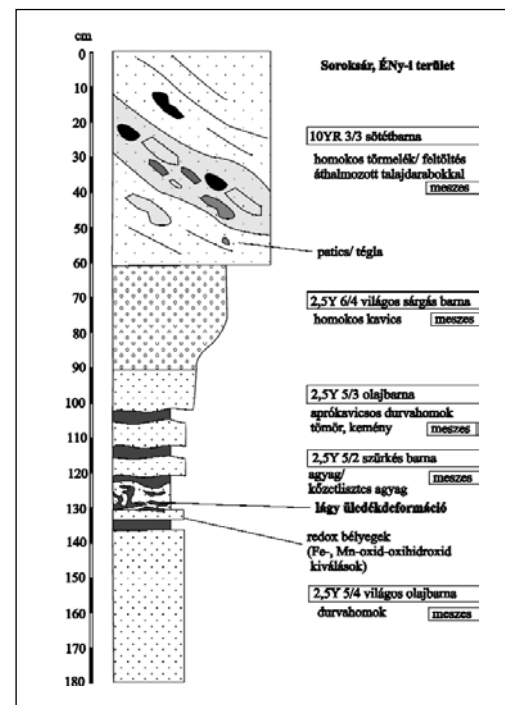 cm
0
10
20
30
40
50
60
70
80
90
100
110
120
130
140
150
160
170
180
Soroksár, ÉNy-i terület
10YR 3/3 sötétbarna
homokos törmelék/ feltöltés
áthalmozott talajdarabokkal
meszes
patics/ tégla
2,5Y 6/4 világos sárgás barna
homokos kavics
meszes
2,5Y 5/3 olajbarna
aprókavicsos durvahomok
tömör, kemény
meszes
2,5Y 5/2 szürkés barna
agyag/
meszes
kőzetlisztes agyag
lágy üledékdeformáció
redox bélyegek
(Fe-, Mn-oxid-oxihidroxid
kiválások)
2,5Y 5/4 világos olajbarna
durvahomok
meszes